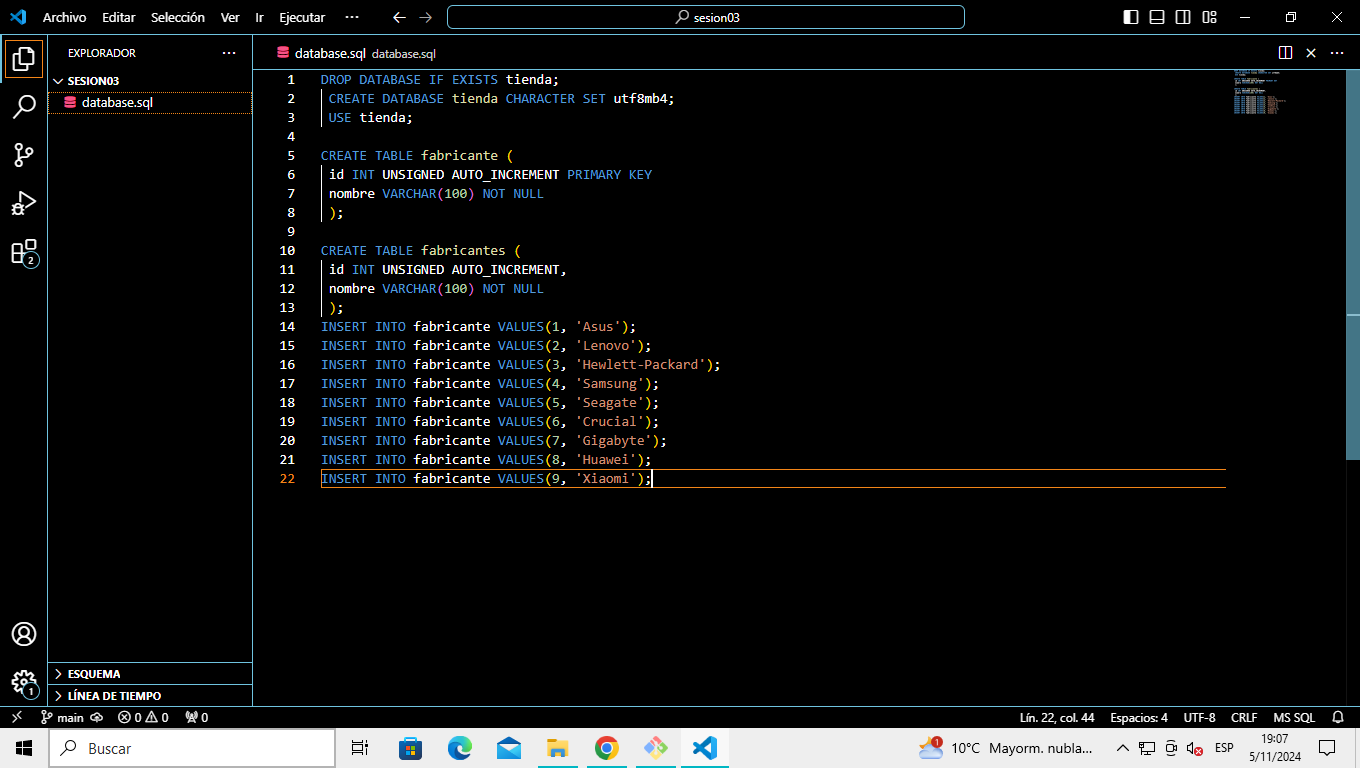 Archivo Editar Selección Ver Ir Ejecutar ··· sesion03
EXPLORADOR ···
SESION03
database.sql
ESQUEMA
LÍNEA DE TIEMPO
2
1
database.sql database.sql
1 DROP DATABASE IF EXISTS tienda;
2 CREATE DATABASE tienda CHARACTER SET utf8mb4;
3 USE tienda;
4
5 CREATE TABLE fabricante (
6 id INT UNSIGNED AUTO_INCREMENT PRIMARY KEY
7 nombre VARCHAR(100) NOT NULL
8 );
9
10 CREATE TABLE fabricantes (
11 id INT UNSIGNED AUTO_INCREMENT,
12 nombre VARCHAR(100) NOT NULL
13 );
14 INSERT INTO fabricante VALUES(1, 'Asus');
15 INSERT INTO fabricante VALUES(2, 'Lenovo');
16 INSERT INTO fabricante VALUES(3, 'Hewlett-Packard');
17 INSERT INTO fabricante VALUES(4, 'Samsung');
18 INSERT INTO fabricante VALUES(5, 'Seagate');
19 INSERT INTO fabricante VALUES(6, 'Crucial');
20 INSERT INTO fabricante VALUES(7, 'Gigabyte');
21 INSERT INTO fabricante VALUES(8, 'Huawei');
22 INSERT INTO fabricante VALUES(9, 'Xiaomi');
main 0 0 0 Lín. 22, col. 44 Espacios: 4 UTF-8 CRLF MS SQL
Buscar 1 10°C Mayorm. nubla... ESP 19:07
5/11/2024